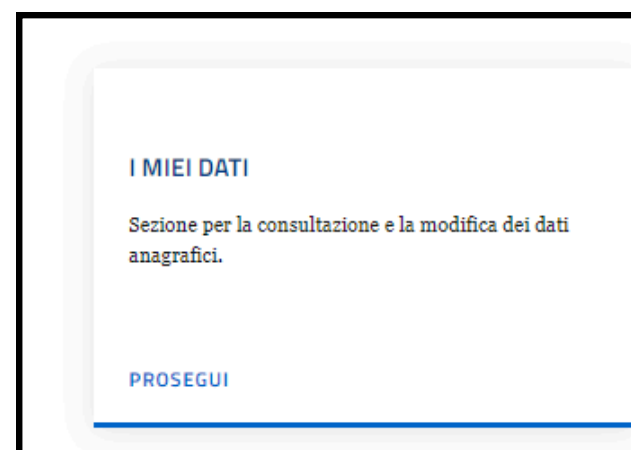 I MIEI DATI
Sezione per la consultazione e la modifica dei dati
anagrafici.
PROSEGUI